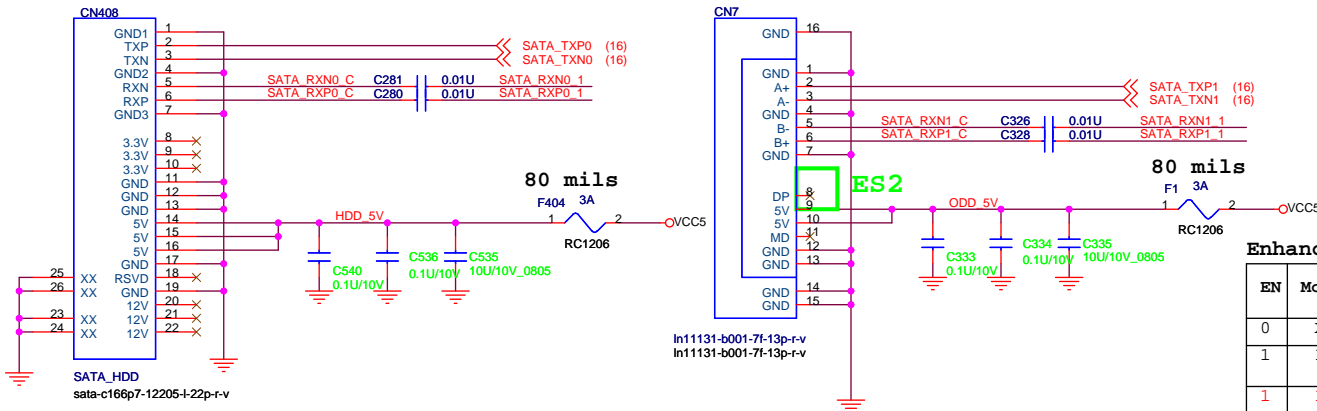 CN408
GND1 1
TXP 2
TXN 3
GND2 4
RXN 5
RXP 6
GND3 7
3.3V 8
3.3V 9
3.3V 10
GND 11
GND 12
GND 13
5V 14
5V 15
5V 16
GND 17
RSVD 18
GND 19
12V 20
12V 21
12V 22
25 XX
26 XX
23 XX
24 XX
SATA_HDD
sata-c166p7-12205-l-22p-r-v
SATA_TXP0 (16)
SATA_TXN0 (16)
SATA_RXN0_C C281 0.01U SATA_RXN0_1
SATA_RXP0_C C280 0.01U SATA_RXP0_1
80 mils
F404 3A
HDD_5V 1 2 VCC5
RC1206
C540
0.1U/10V
C536
0.1U/10V
C535
10U/10V_0805
CN7
GND 16
GND 1
A+ 2
A- 3
GND 4
B- 5
B+ 6
GND 7
DP 8
5V 9
5V 10
MD 11
GND 12
GND 13
GND 14
GND 15
ES2
ln11131-b001-7f-13p-r-v
ln11131-b001-7f-13p-r-v
SATA_TXP1 (16)
SATA_TXN1 (16)
SATA_RXN1_C C326 0.01U SATA_RXN1_1
SATA_RXP1_C C328 0.01U SATA_RXP1_1
80 mils
F1 3A
ODD_5V 1 2 VCC5
RC1206
C333
0.1U/10V
C334
0.1U/10V
C335
10U/10V_0805
EN
0
1
1